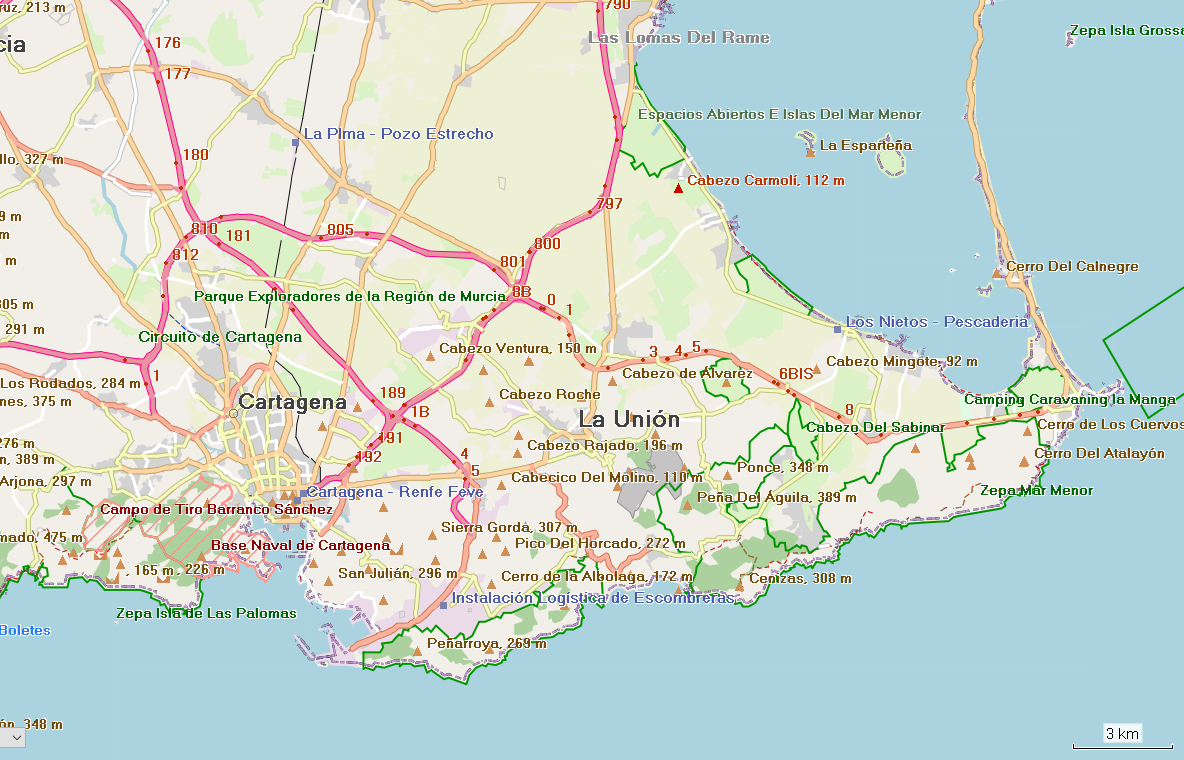 ruz, 213 m
790
Las Lomas Del Rame
Zepa Isla Grossa
176
cia
177
Espacios Abiertos E Islas Del Mar Menor
La Plma - Pozo Estrecho
La Esparteña
180
llo, 327 m
Cabezo Carmolí, 112 m
797
9 m
810
181
805
m
800
812
m
801
Cerro Del Calnegre
Parque Exploradores de la Región de Murcia
8B
0
1
305 m
291 m
Los Nietos - Pescaderia
Circuito de Cartagena
Cabezo Ventura, 150 m
3
4
5
Cabezo Mingote, 92 m
1
Los Rodados, 284 m
Cabezo de Alvarez
6BIS
189
Cabezo Roche
nes, 375 m
Cartagena
1B
8
Camping Caravaning la Manga
La Unión
Cabezo Del Sabinar
Cerro de Los Cuervos
191
276 m
Cabezo Rajado, 196 m
192
4
Cerro Del Atalayón
n, 389 m
5
Ponce, 348 m
Arjona, 297 m
Cabecico Del Molino, 110 m
Cartagena - Renfe Feve
Zepa Mar Menor
Peña Del Águila, 389 m
Campo de Tiro Barranco Sánchez
Sierra Gorda, 307 m
mado, 475 m
Base Naval de Cartagena
Pico Del Horcado, 272 m
165 m
, 226 m
San Julián, 296 m
Cerro de la Albolaga, 172 m
Cenizas, 308 m
Instalación Logística de Escombreras
Zepa Isla de Las Palomas
Boletes
Peñarroya, 269 m
ón, 348 m
3 km